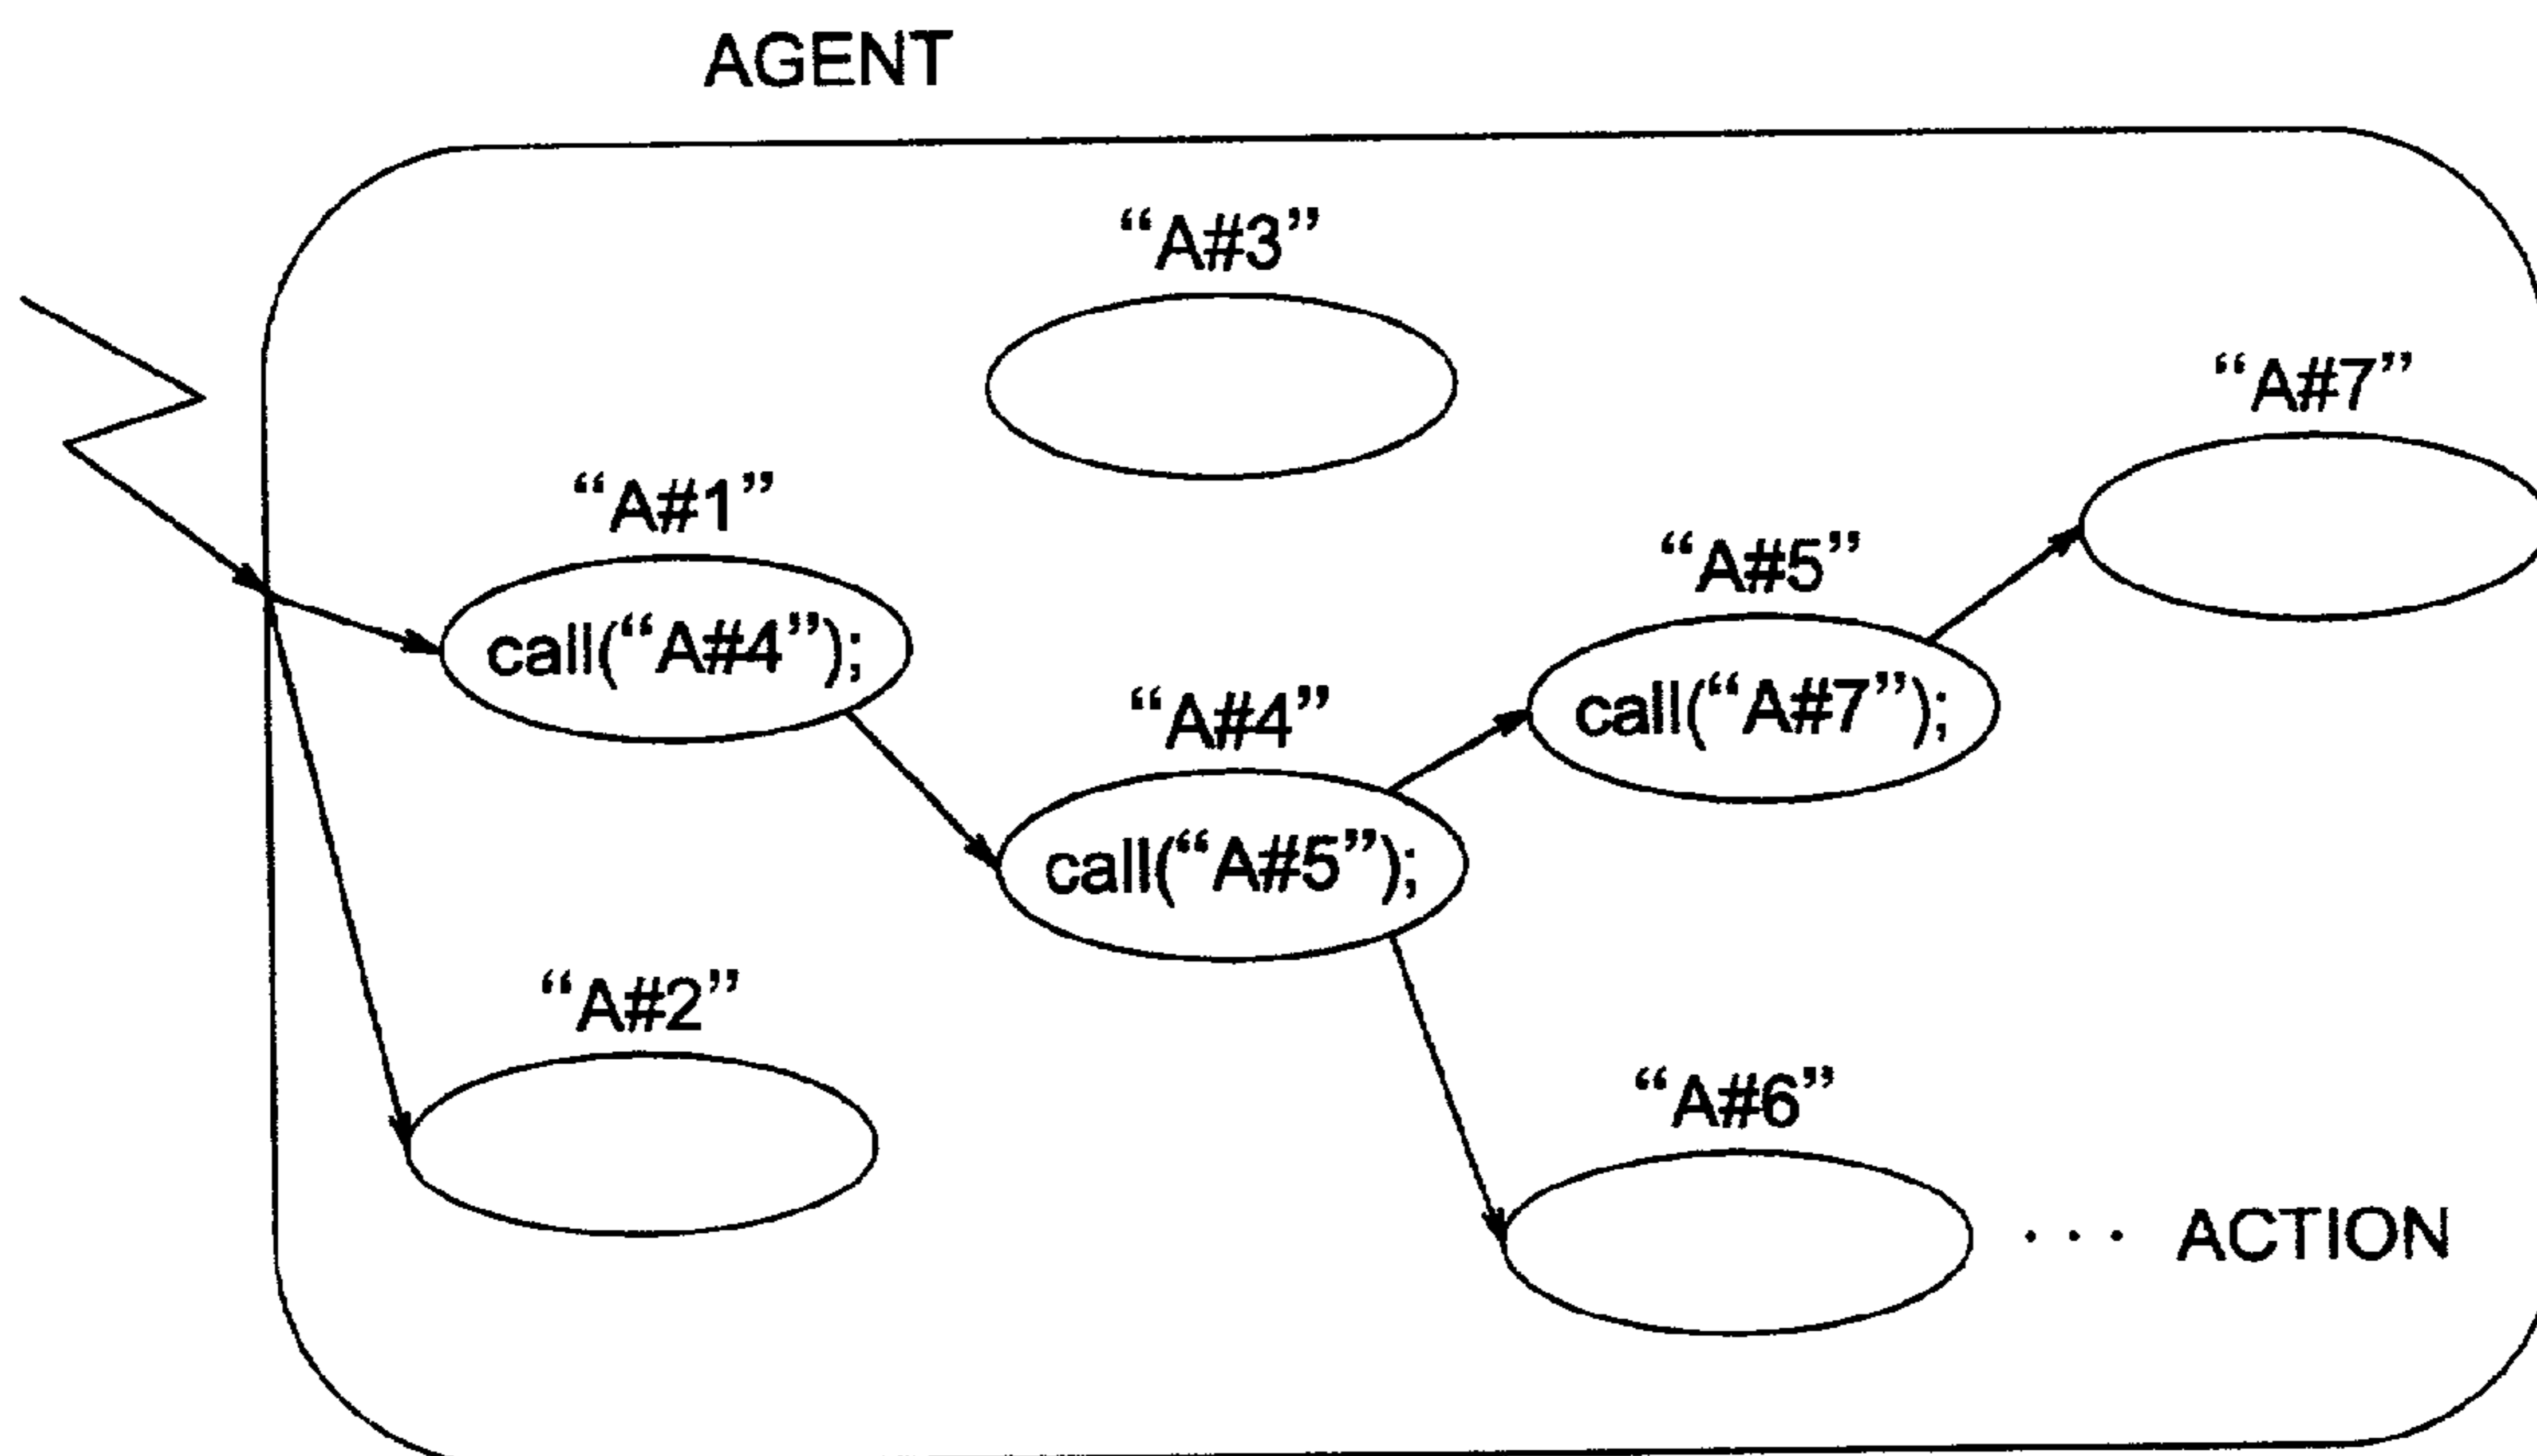 AGENT
“A#3”
“A#7”
“A#1”
“A#5”
call(“A#4”);
call(“A#7”);
“A#4”
call(“A#5”);
“A#2”
“A#6”
· · · ACTION